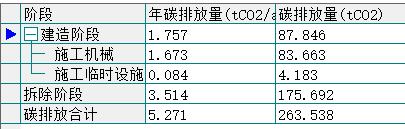 阶段 年碳排放量(tCO2/a 碳排放量(tCO2)
建造阶段 1.757 87.846
施工机械 1.673 83.663
施工临时设施 0.084 4.183
拆除阶段 3.514 175.692
碳排放合计 5.271 263.538